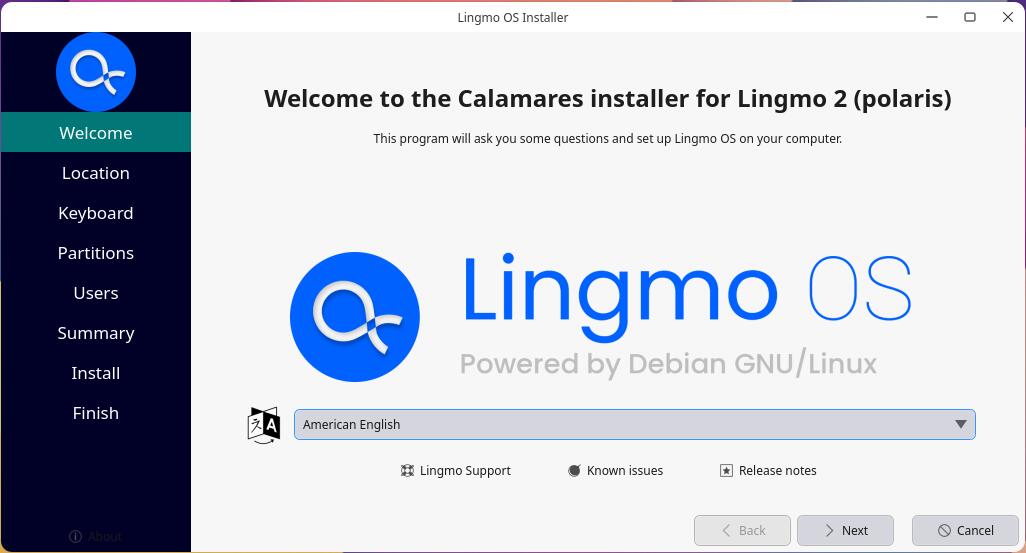 Lingmo OS Installer
Welcome
Location
Keyboard
Partitions
Users
Summary
Install
Finish
About
Welcome to the Calamares installer for Lingmo 2 (polaris)
This program will ask you some questions and set up Lingmo OS on your computer.
Lingmo OS
Powered by Debian GNU/Linux
American English
Lingmo Support
Known issues
Release notes
Back
Next
Cancel